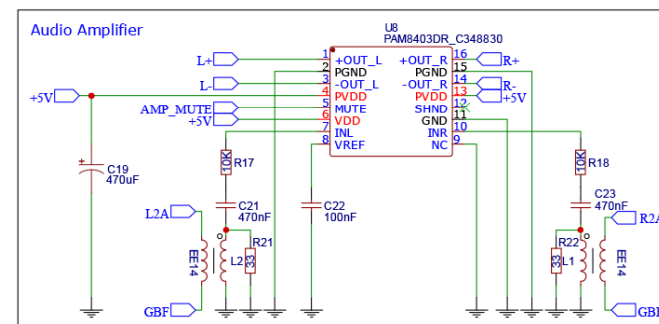 Audio Amplifier
U8
PAM8403DR_C348830
L+ 1 +OUT_L +OUT_R 16 R+
2 PGND PGND 15
L- 3 -OUT_L -OUT_R 14 R-
+5V 4 PVDD PVDD 13 +5V
AMP_MUTE 5 MUTE SHND 12
+5V 6 VDD GND 11
7 INL INR 10
8 VREF NC 9
10K R17 10K R18
+ C19
470uF
C21
470nF
C22
100nF
C23
470nF
L2A R2A
EE14 L2 33 R21 33 R22 L1 EE14
GBF